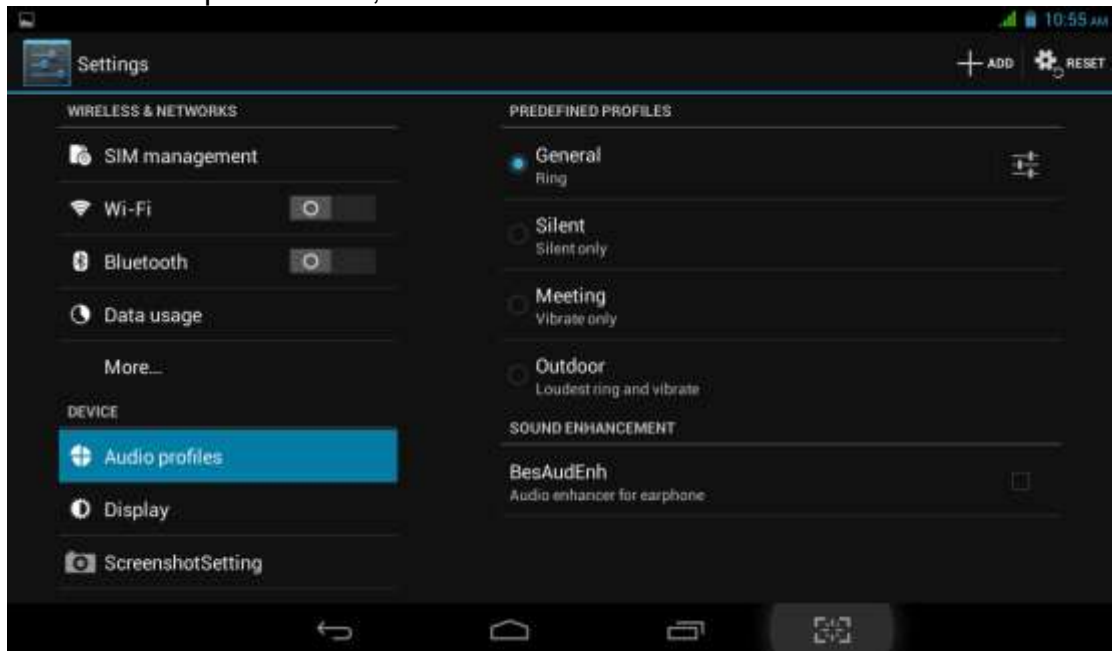 10:55 AM
Settings
ADD
RESET
WIRELESS & NETWORKS
SIM management
Wi-Fi
Bluetooth
Data usage
More...
DEVICE
Audio profiles
Display
ScreenshotSetting
PREDEFINED PROFILES
General
Ring
Silent
Silent only
Meeting
Vibrate only
Outdoor
Loudest ring and vibrate
SOUND ENHANCEMENT
BesAudEnh
Audio enhancer for earphone